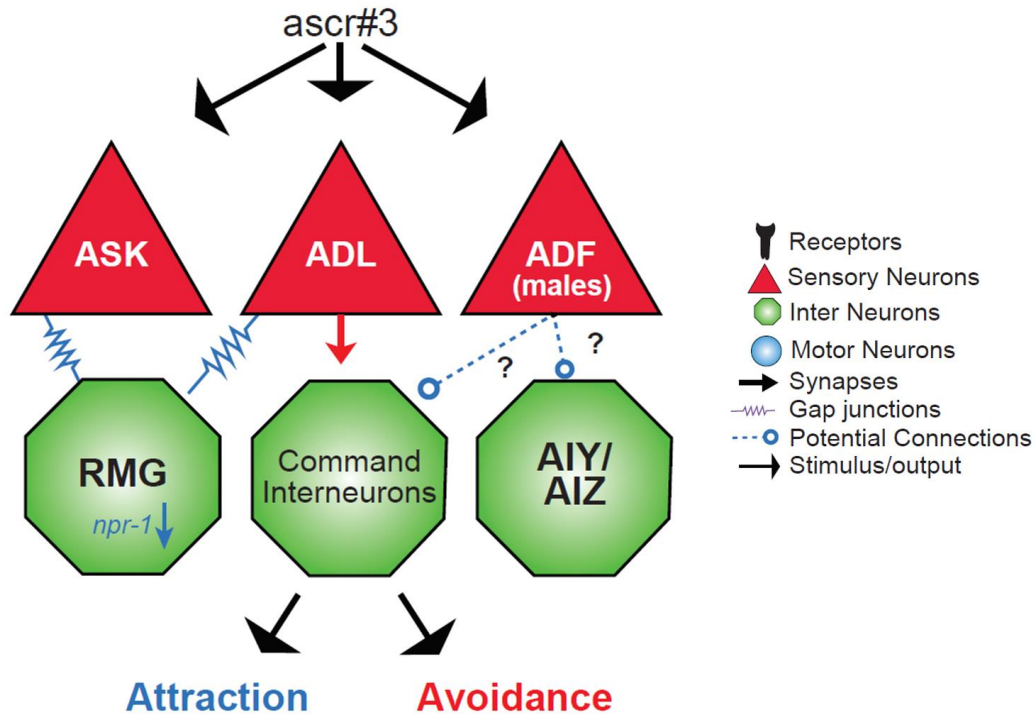 ascr#3
ASK
ADL
ADF
(males)
?
?
RMG
npr-1
Command
Interneurons
AIY/
AIZ
Attraction
Avoidance
Receptors
Sensory Neurons
Inter Neurons
Motor Neurons
Synapses
Gap junctions
Potential Connections
Stimulus/output